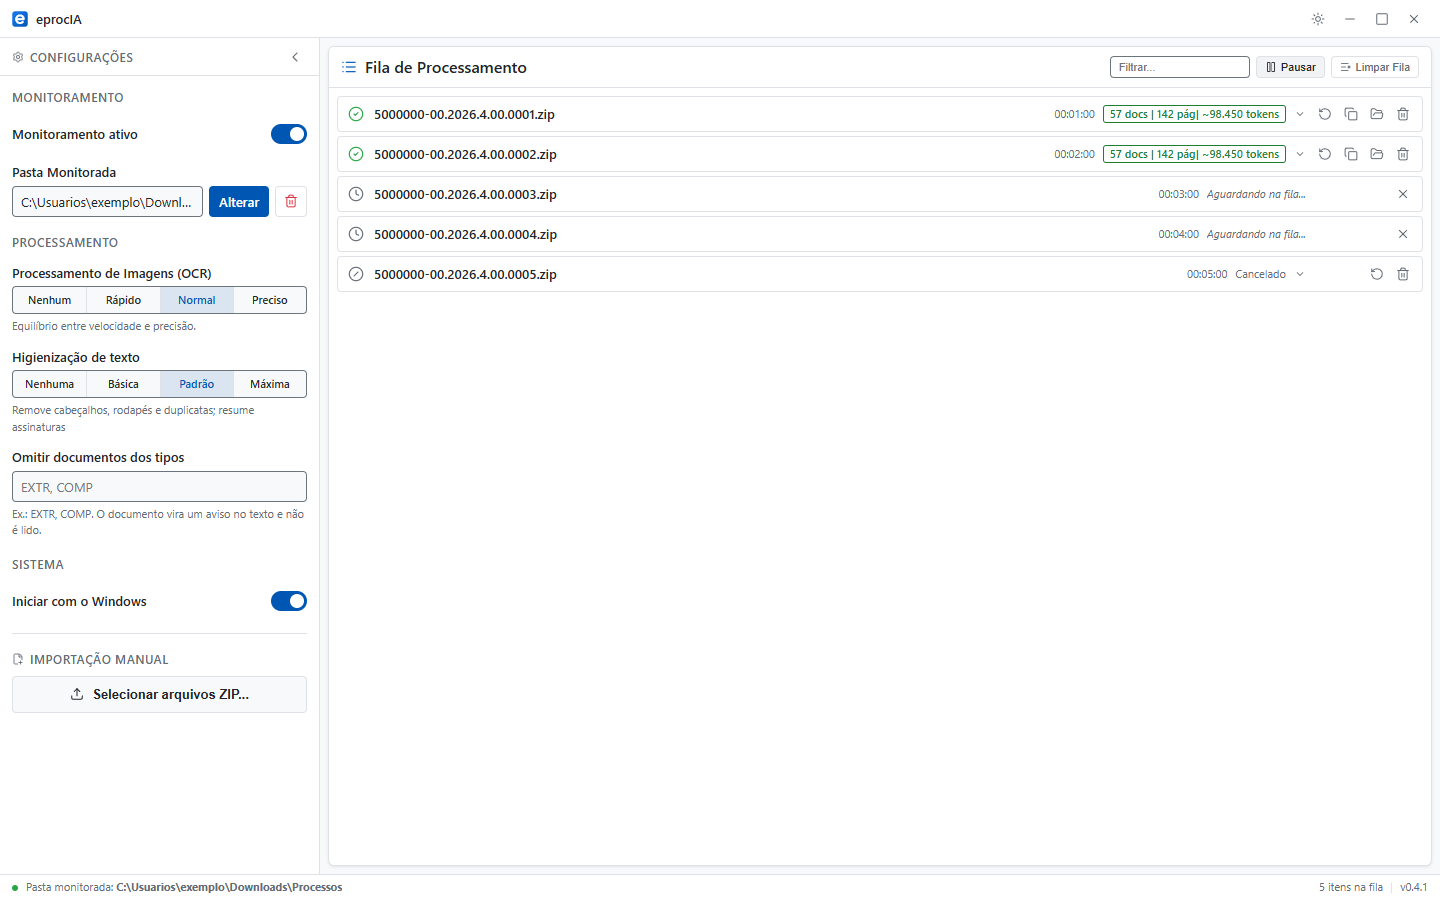 eprocIA
CONFIGURAÇÕES
MONITORAMENTO
Monitoramento ativo
Pasta Monitorada
C:\Usuarios\exemplo\Downl...
Alterar
PROCESSAMENTO
Processamento de Imagens (OCR)
Nenhum Rápido Normal Preciso
Equilíbrio entre velocidade e precisão.
Higienização de texto
Nenhuma Básica Padrão Máxima
Remove cabeçalhos, rodapés e duplicatas; resume
assinaturas
Omitir documentos dos tipos
EXTR, COMP
Ex.: EXTR, COMP. O documento vira um aviso no texto e não
é lido.
SISTEMA
Iniciar com o Windows
IMPORTAÇÃO MANUAL
Selecionar arquivos ZIP...
Fila de Processamento
Filtrar...
Pausar
Limpar Fila
5000000-00.2026.4.00.0001.zip 00:01:00 57 docs | 142 pág| ~98.450 tokens
5000000-00.2026.4.00.0002.zip 00:02:00 57 docs | 142 pág| ~98.450 tokens
5000000-00.2026.4.00.0003.zip 00:03:00 Aguardando na fila...
5000000-00.2026.4.00.0004.zip 00:04:00 Aguardando na fila...
5000000-00.2026.4.00.0005.zip 00:05:00 Cancelado
Pasta monitorada: C:\Usuarios\exemplo\Downloads\Processos
5 itens na fila
v0.4.1